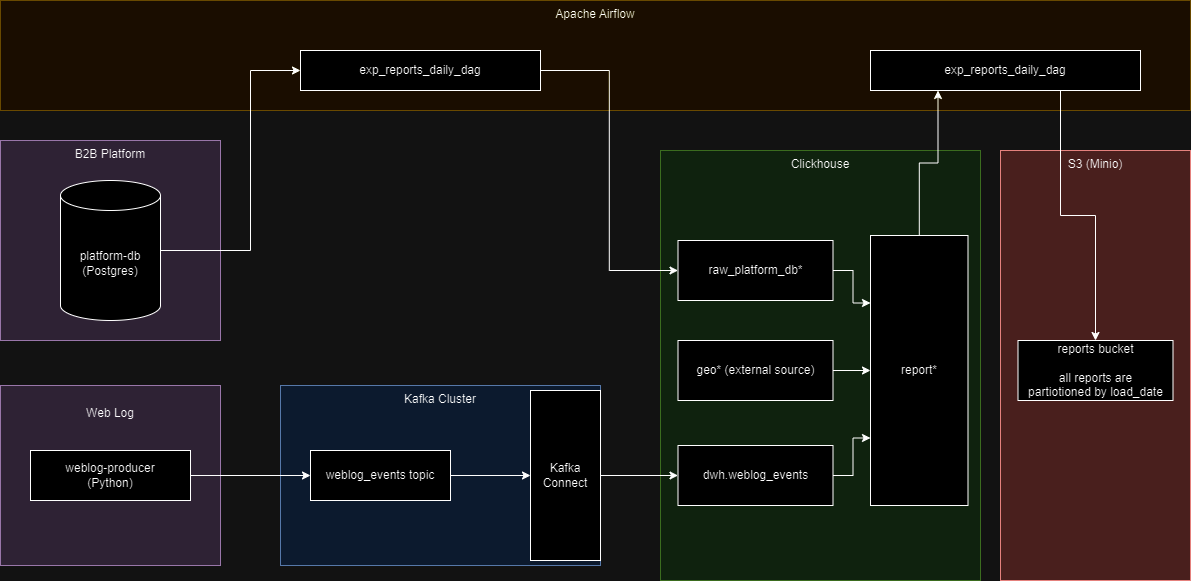 Apache Airflow
exp_reports_daily_dag
exp_reports_daily_dag
B2B Platform
platform-db
(Postgres)
Clickhouse
S3 (Minio)
raw_platform_db*
geo* (external source)
report*
reports bucket
all reports are
partiotioned by load_date
Web Log
weblog-producer
(Python)
Kafka Cluster
weblog_events topic
Kafka
Connect
dwh.weblog_events